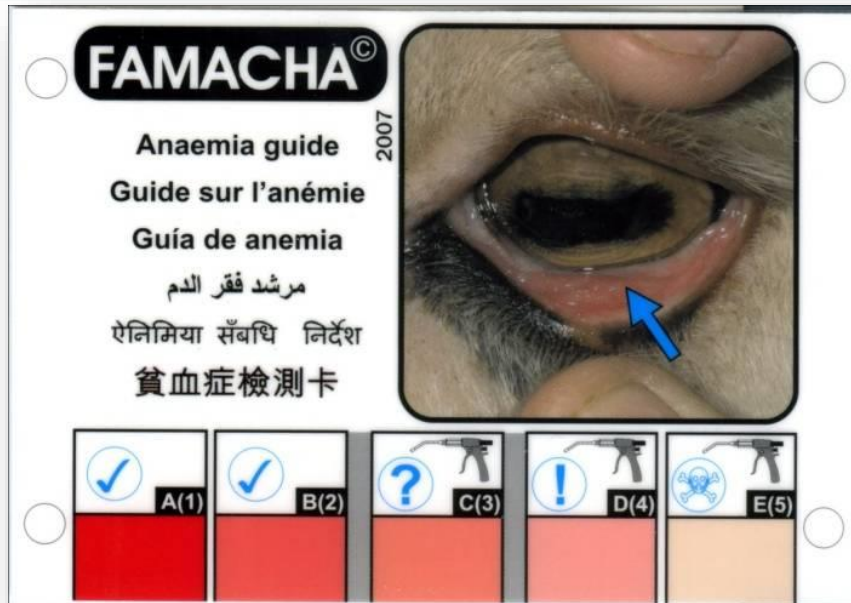 FAMACHA©
2007
Anaemia guide
Guide sur l'anémie
Guía de anemia
مرشد فقر الدم
ऐनिमिया सँबधि निर्देश
貧血症檢測卡
A(1)
B(2)
? C(3)
! D(4)
E(5)